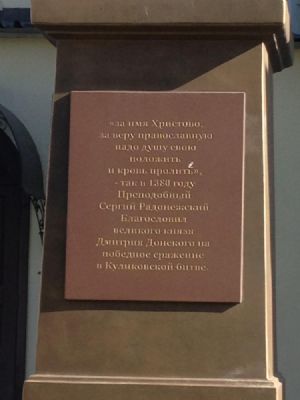 «за имя Христово,
за веру православную
надо душу свою
положить
и кровь пролить»,
- так в 1380 году
Преподобный
Сергий Радонежский
Благословил
великого князя
Дмитрия Донского на
победное сражение
в Куликовской битве.